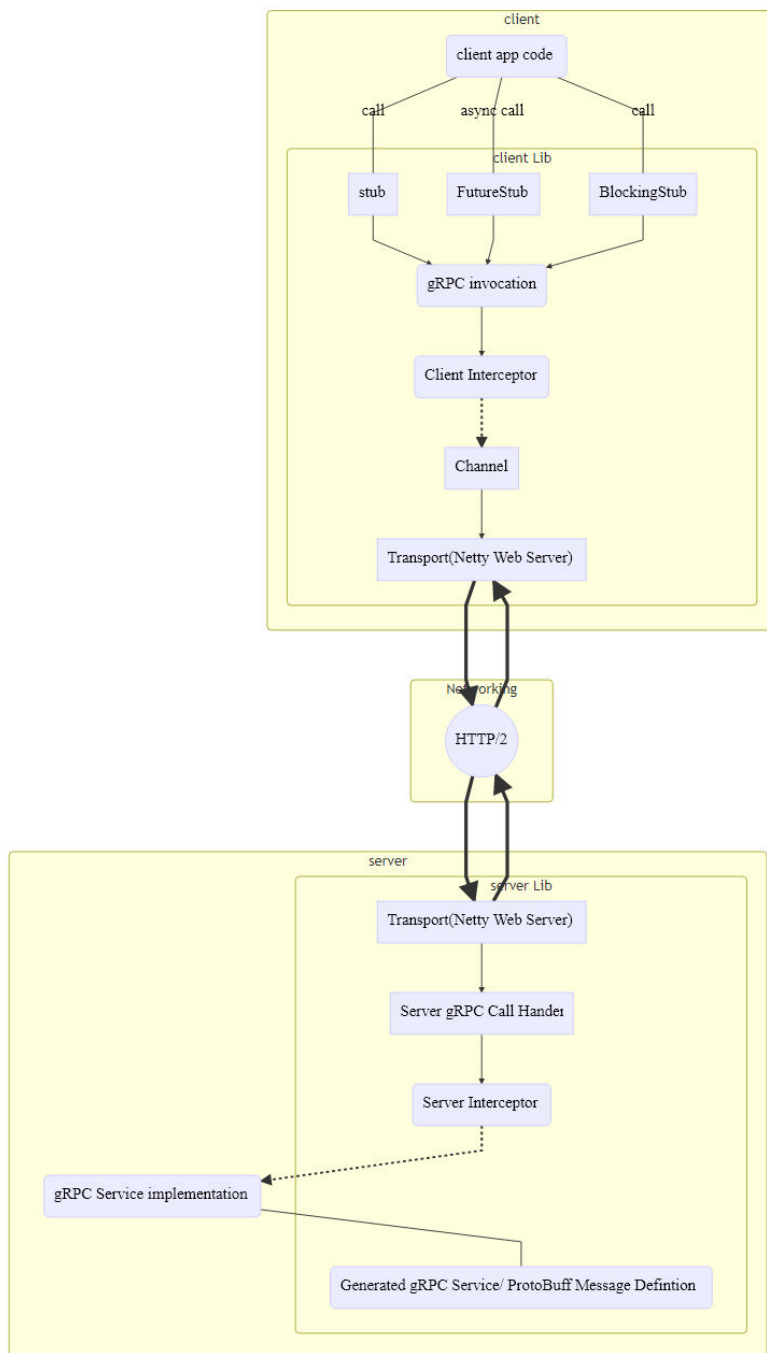 client
client app code
call
async call
call
client Lib
stub
FutureStub
BlockingStub
gRPC invocation
Client Interceptor
Channel
Transport(Netty Web Server)
Networking
HTTP/2
server
server Lib
Transport(Netty Web Server)
Server gRPC Call Hander
Server Interceptor
gRPC Service implementation
Generated gRPC Service/ ProtoBuff Message Defintion